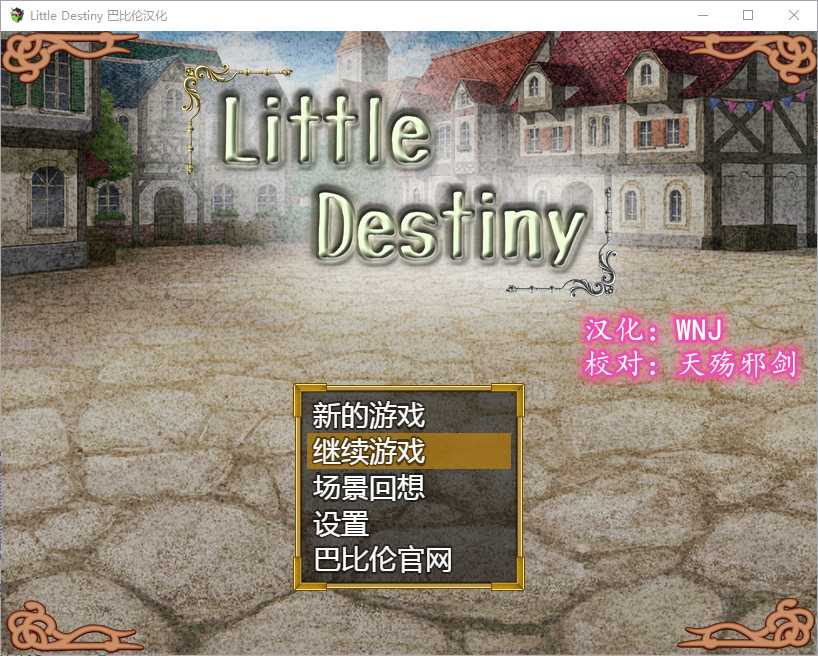 Little Destiny 巴比伦汉化
Little
Destiny
汉化：WNJ
校对：天殇邪剑
新的游戏
继续游戏
场景回想
设置
巴比伦官网